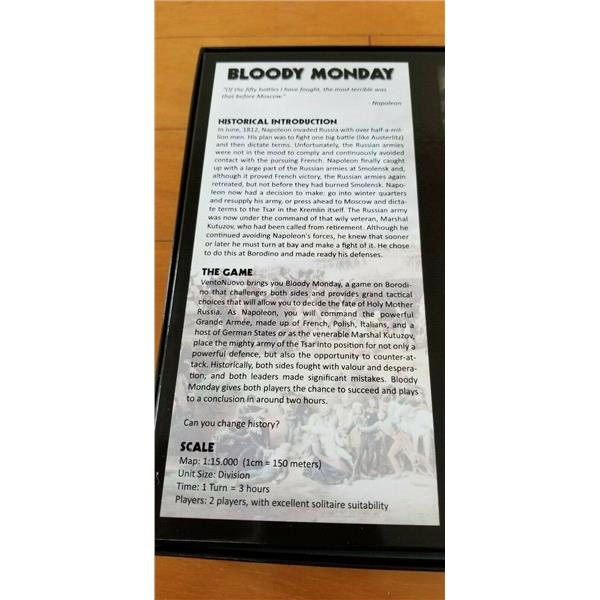 BLOODY MONDAY
"Of the fifty battles I have fought, the most terrible was
that before Moscow."
- Napoleon
HISTORICAL INTRODUCTION
In June, 1812, Napoleon invaded Russia with over half-a-mil-
lion men. His plan was to fight one big battle (like Austerlitz)
and then dictate terms. Unfortunately, the Russian armies
were not in the mood to comply and continuously avoided
contact with the pursuing French. Napoleon finally caught
up with a large part of the Russian armies at Smolensk and,
although it proved French victory, the Russian armies again
retreated, but not before they had burned Smolensk. Napo-
leon now had a decision to make: go into winter quarters
and resupply his army, or press ahead to Moscow and dicta-
te terms to the Tsar in the Kremlin itself. The Russian army
was now under the command of that wily veteran, Marshal
Kutuzov, who had been called from retirement. Although he
continued avoiding Napoleon's forces, he knew that sooner
or later he must turn at bay and make a fight of it. He chose
to do this at Borodino and made ready his defenses.
THE GAME
VentoNuovo brings you Bloody Monday, a game on Borodi-
no that challenges both sides and provides grand tactical
choices that will allow you to decide the fate of Holy Mother
Russia. As Napoleon, you will command the powerful
Grande Armée, made up of French, Polish, Italians, and a
host of German States or as the venerable Marshal Kutuzov,
place the mighty army of the Tsar into position for not only a
powerful defence, but also the opportunity to counter-at-
tack. Historically, both sides fought with valour and despera-
tion, and both leaders made significant mistakes. Bloody
Monday gives both players the chance to succeed and plays
to a conclusion in around two hours.
Can you change history?
SCALE
Map: 1:15.000 (1cm = 150 meters)
Unit Size: Division
Time: 1 Turn = 3 hours
Players: 2 players, with excellent solitaire suitability